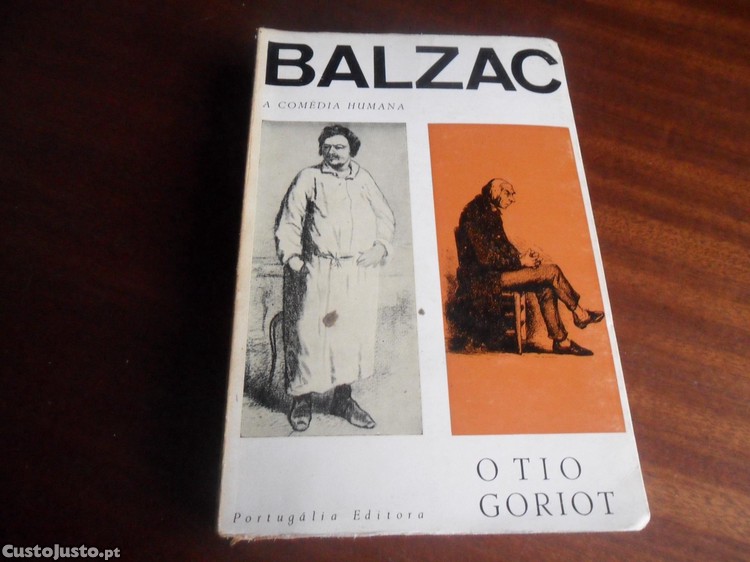 BALZAC
A COMÉDIA HUMANA
O TIO
GORIOT
Portugália Editora
CustoJusto.pt